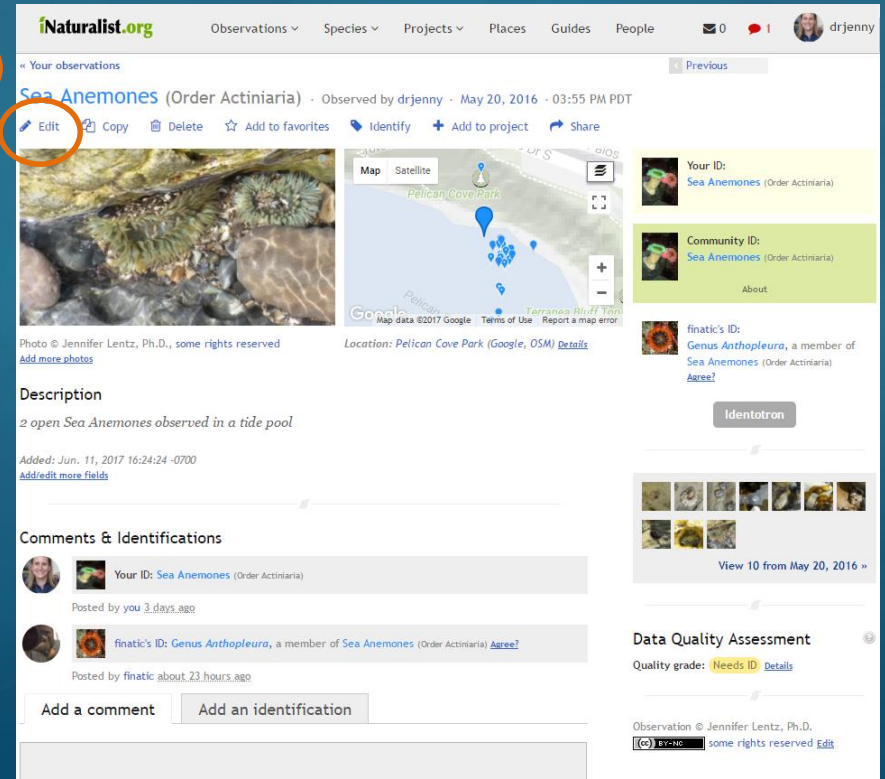 iNaturalist.org Observations Species Projects Places Guides People 0 1 drjenny
« Your observations Previous
Sea Anemones (Order Actiniaria) · Observed by drjenny · May 20, 2016 · 03:55 PM PDT
Edit Copy Delete Add to favorites Identify Add to project Share
Map Satellite
Pelican Cove Park
Pelican
Terranea Bluff Top
Google
Map data ©2017 Google Terms of Use Report a map error
Photo © Jennifer Lentz, Ph.D., some rights reserved
Add more photos
Location: Pelican Cove Park (Google, OSM) Details
Description
2 open Sea Anemones observed in a tide pool
Added: Jun. 11, 2017 16:24:24 -0700
Add/edit more fields
Comments & Identifications
Your ID: Sea Anemones (Order Actiniaria)
Posted by you 3 days ago
finatic's ID: Genus Anthopleura, a member of Sea Anemones (Order Actiniaria) Agree?
Posted by finatic about 23 hours ago
Add a comment Add an identification
Your ID:
Sea Anemones (Order Actiniaria)
Community ID:
Sea Anemones (Order Actiniaria)
About
finatic's ID:
Genus Anthopleura, a member of
Sea Anemones (Order Actiniaria)
Agree?
Identotron
View 10 from May 20, 2016 »
Data Quality Assessment
Quality grade: Needs ID Details
Observation © Jennifer Lentz, Ph.D.
(cc) BY-NC some rights reserved Edit